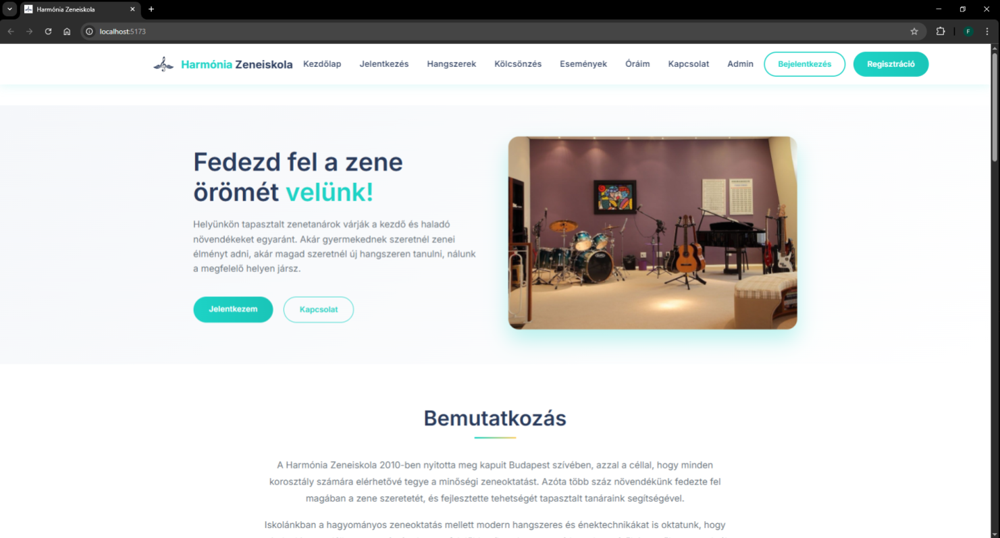 Harmónia Zeneiskola
localhost:5173
F
Harmónia Zeneiskola Kezdőlap Jelentkezés Hangszerek Kölcsönzés Események Óráim Kapcsolat Admin Bejelentkezés Regisztráció
Fedezd fel a zene
örömét velünk!
Helyünkön tapasztalt zenetanárok várják a kezdő és haladó
növendékeket egyaránt. Akár gyermekednek szeretnél zenei
élményt adni, akár magad szeretnél új hangszeren tanulni, nálunk
a megfelelő helyen jársz.
Jelentkezem Kapcsolat
Bemutatkozás
A Harmónia Zeneiskola 2010-ben nyitotta meg kapuit Budapest szívében, azzal a céllal, hogy minden
korosztály számára elérhetővé tegye a minőségi zeneoktatást. Azóta több száz növendékünk fedezte fel
magában a zene szeretetét, és fejlesztette tehetségét tapasztalt tanáraink segítségével.
Iskolánkban a hagyományos zeneoktatás mellett modern hangszeres és énektechnikákat is oktatunk, hogy